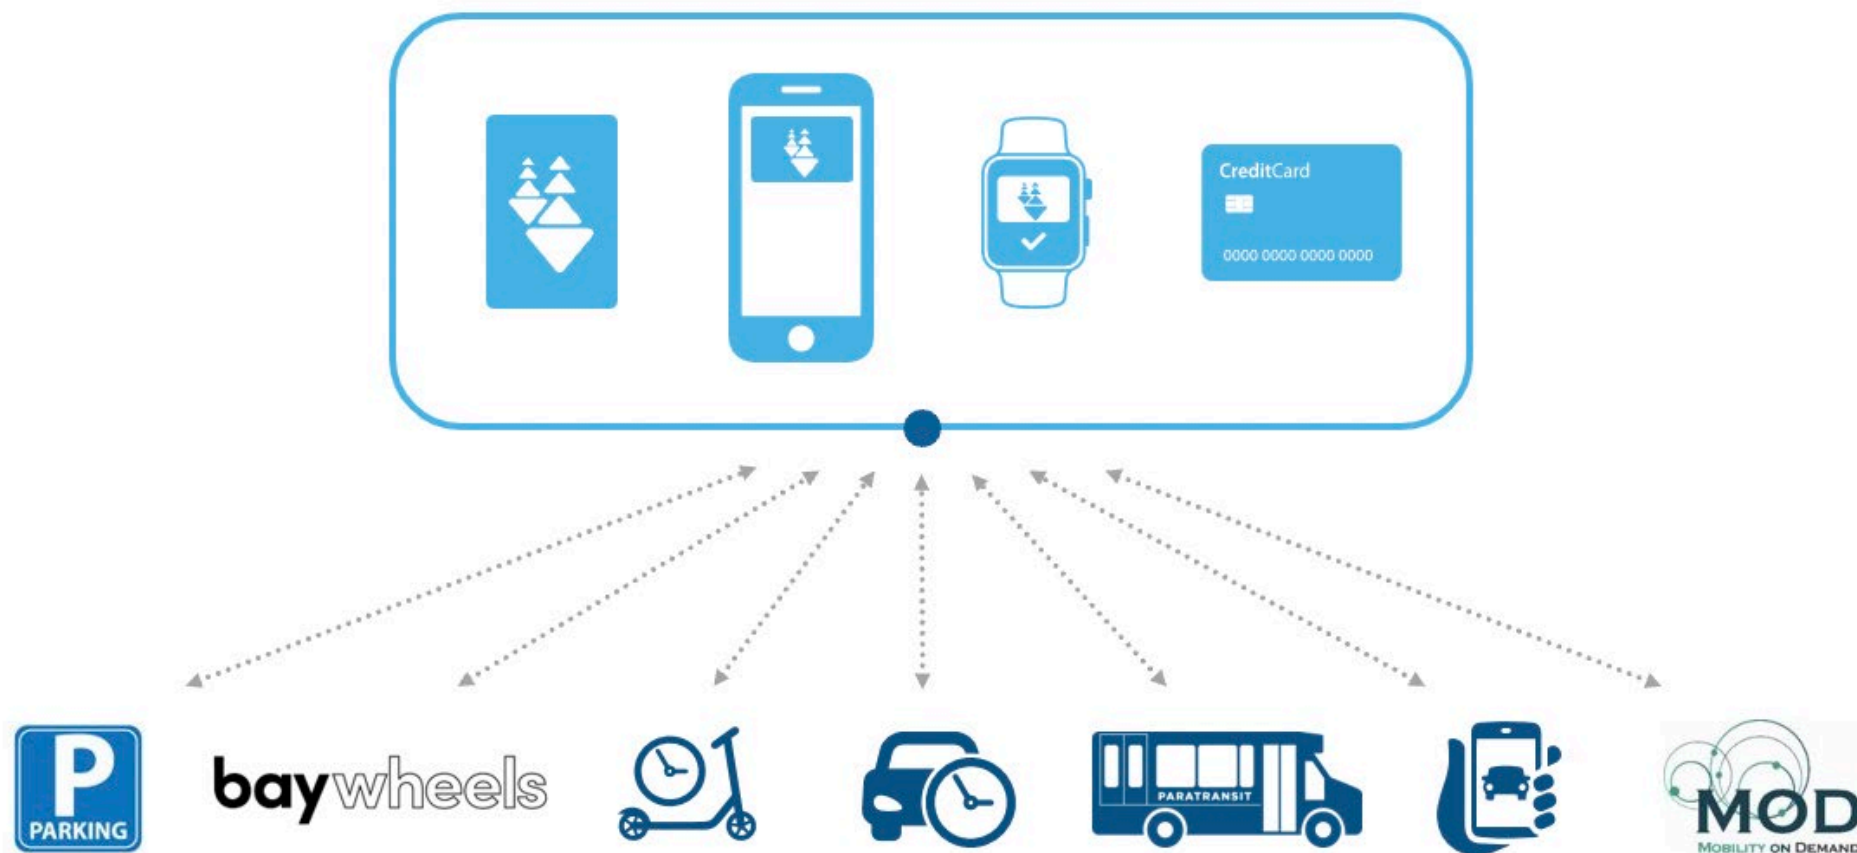 CreditCard
0000 0000 0000 0000
P
PARKING
baywheels
PARATRANSIT
MOD
MOBILITY ON DEMAND